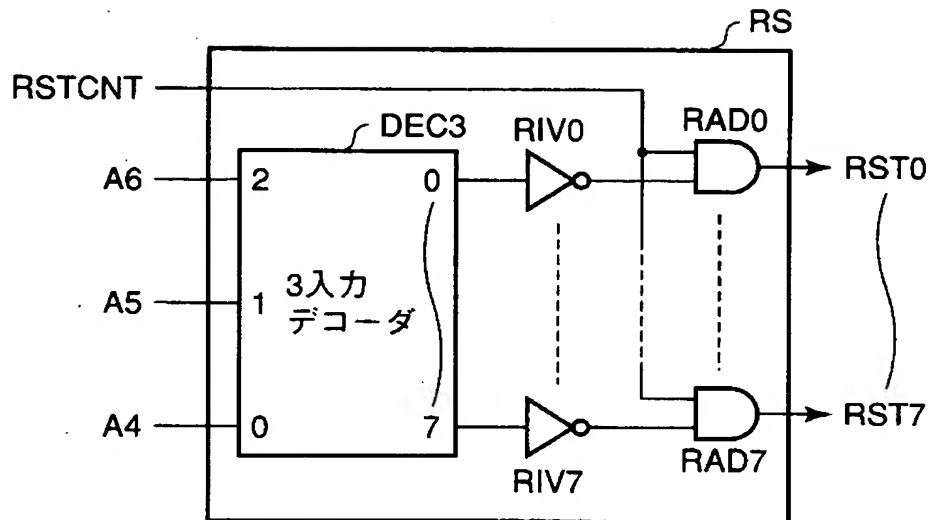 RS
RSTCNT
DEC3
RIV0
RAD0
A6
2
0
RST0
A5
1
3入力
デコーダ
A4
0
7
RIV7
RAD7
RST7